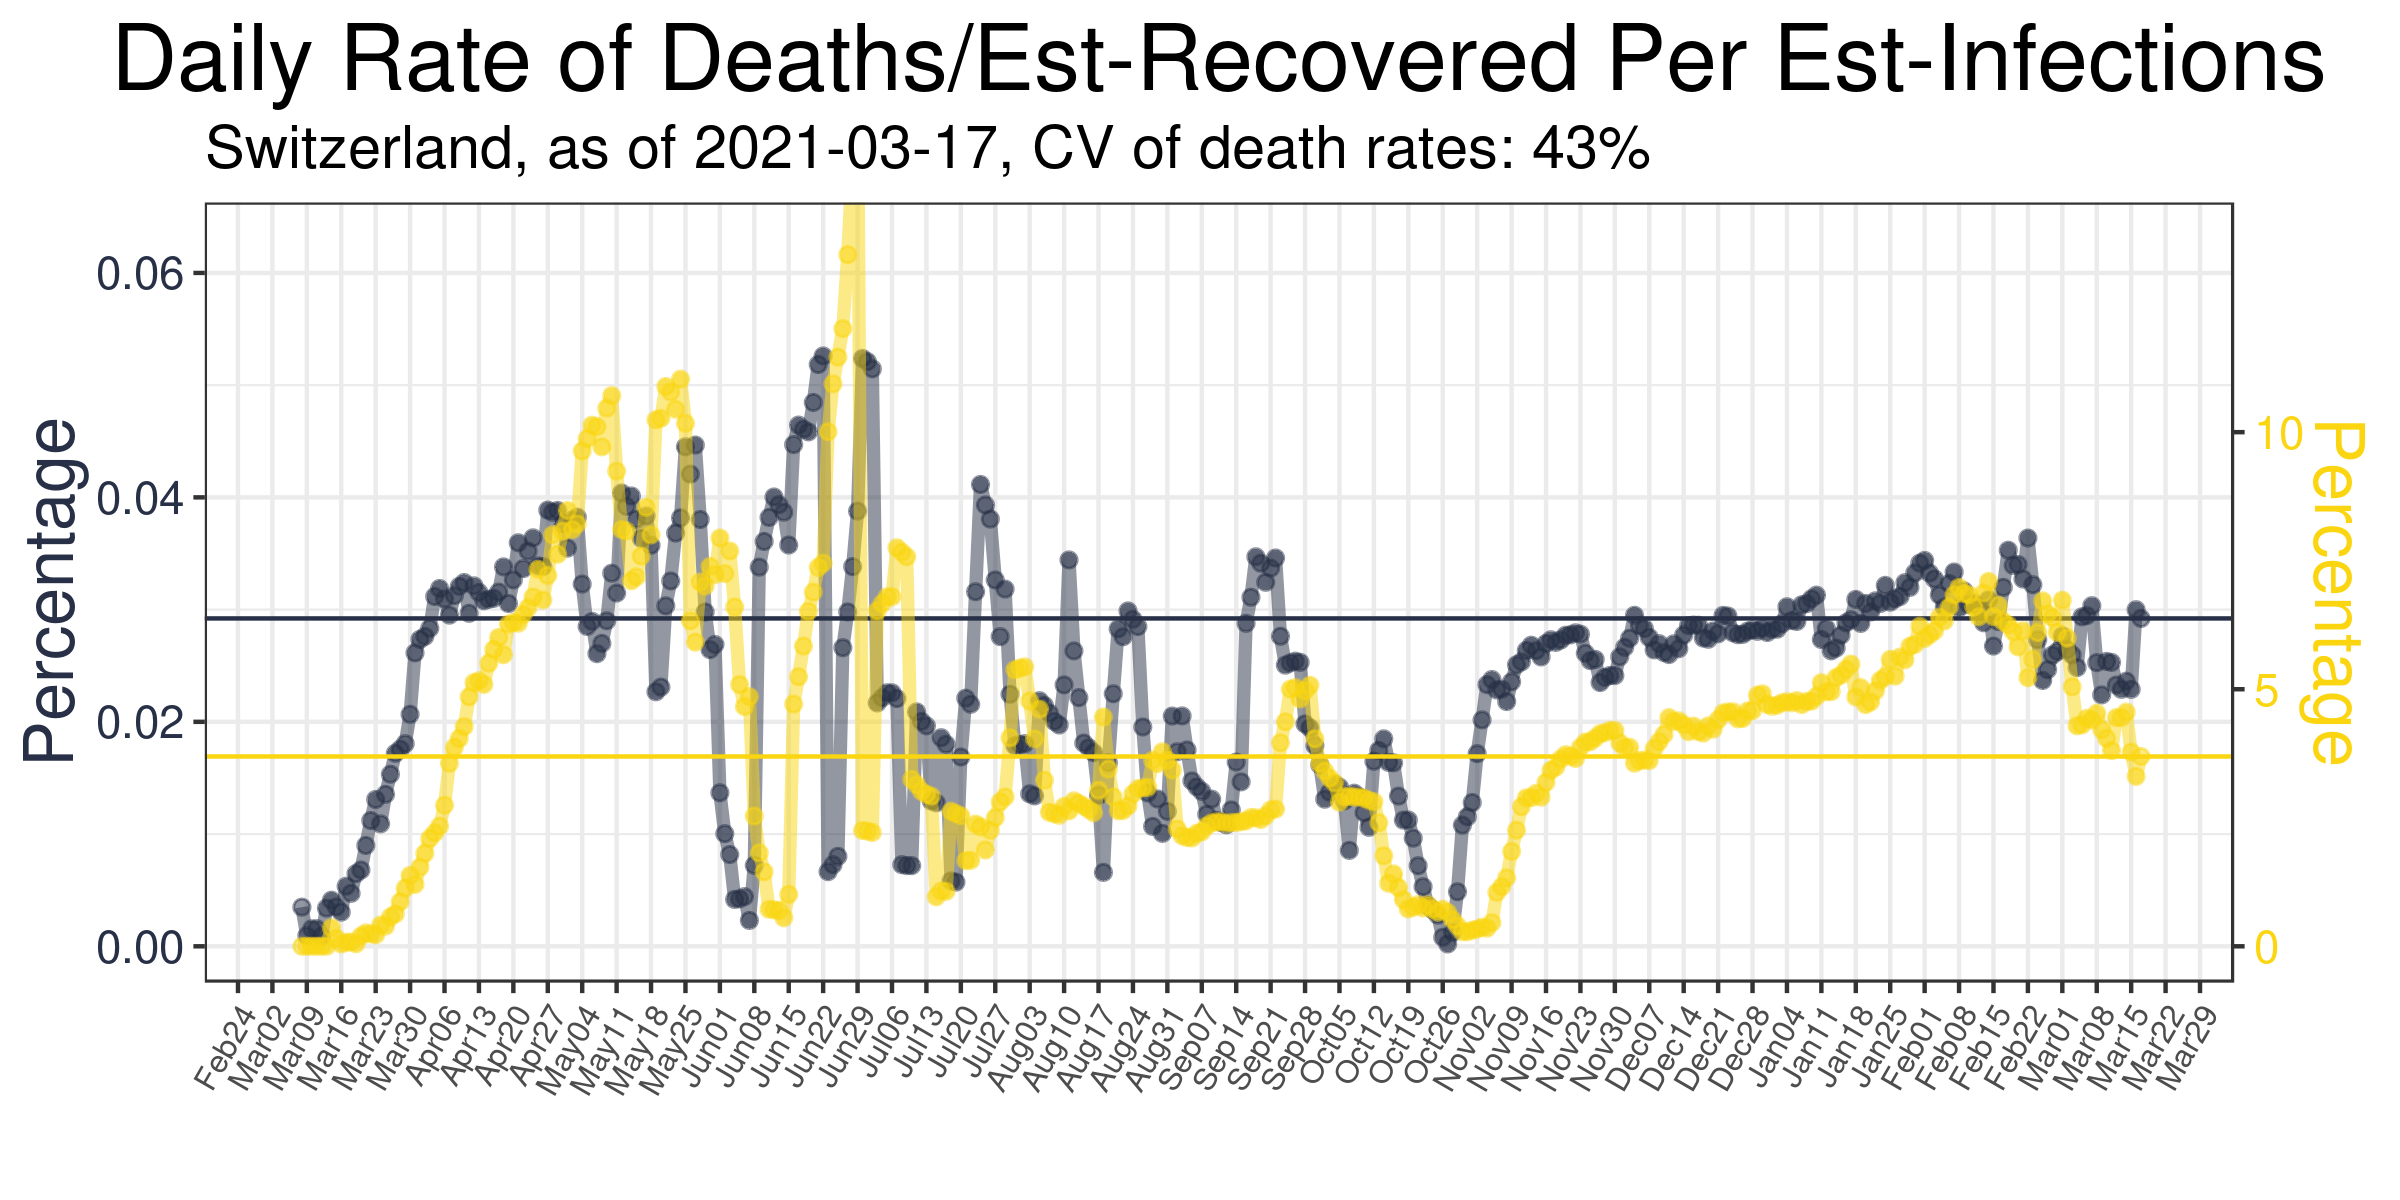 Daily Rate of Deaths/Est-Recovered Per Est-Infections
Switzerland, as of 2021-03-17, CV of death rates: 43%
Percentage
0.06
0.04
0.02
0.00
10
5
0
Percentage
Feb24
Mar02
Mar09
Mar16
Mar23
Mar30
Apr06
Apr13
Apr20
Apr27
May04
May11
May18
May25
Jun01
Jun08
Jun15
Jun22
Jun29
Jul06
Jul13
Jul20
Jul27
Aug03
Aug10
Aug17
Aug24
Aug31
Sep07
Sep14
Sep21
Sep28
Oct05
Oct12
Oct19
Oct26
Nov02
Nov09
Nov16
Nov23
Nov30
Dec07
Dec14
Dec21
Dec28
Jan04
Jan11
Jan18
Jan25
Feb01
Feb08
Feb15
Feb22
Mar01
Mar08
Mar15
Mar22
Mar29